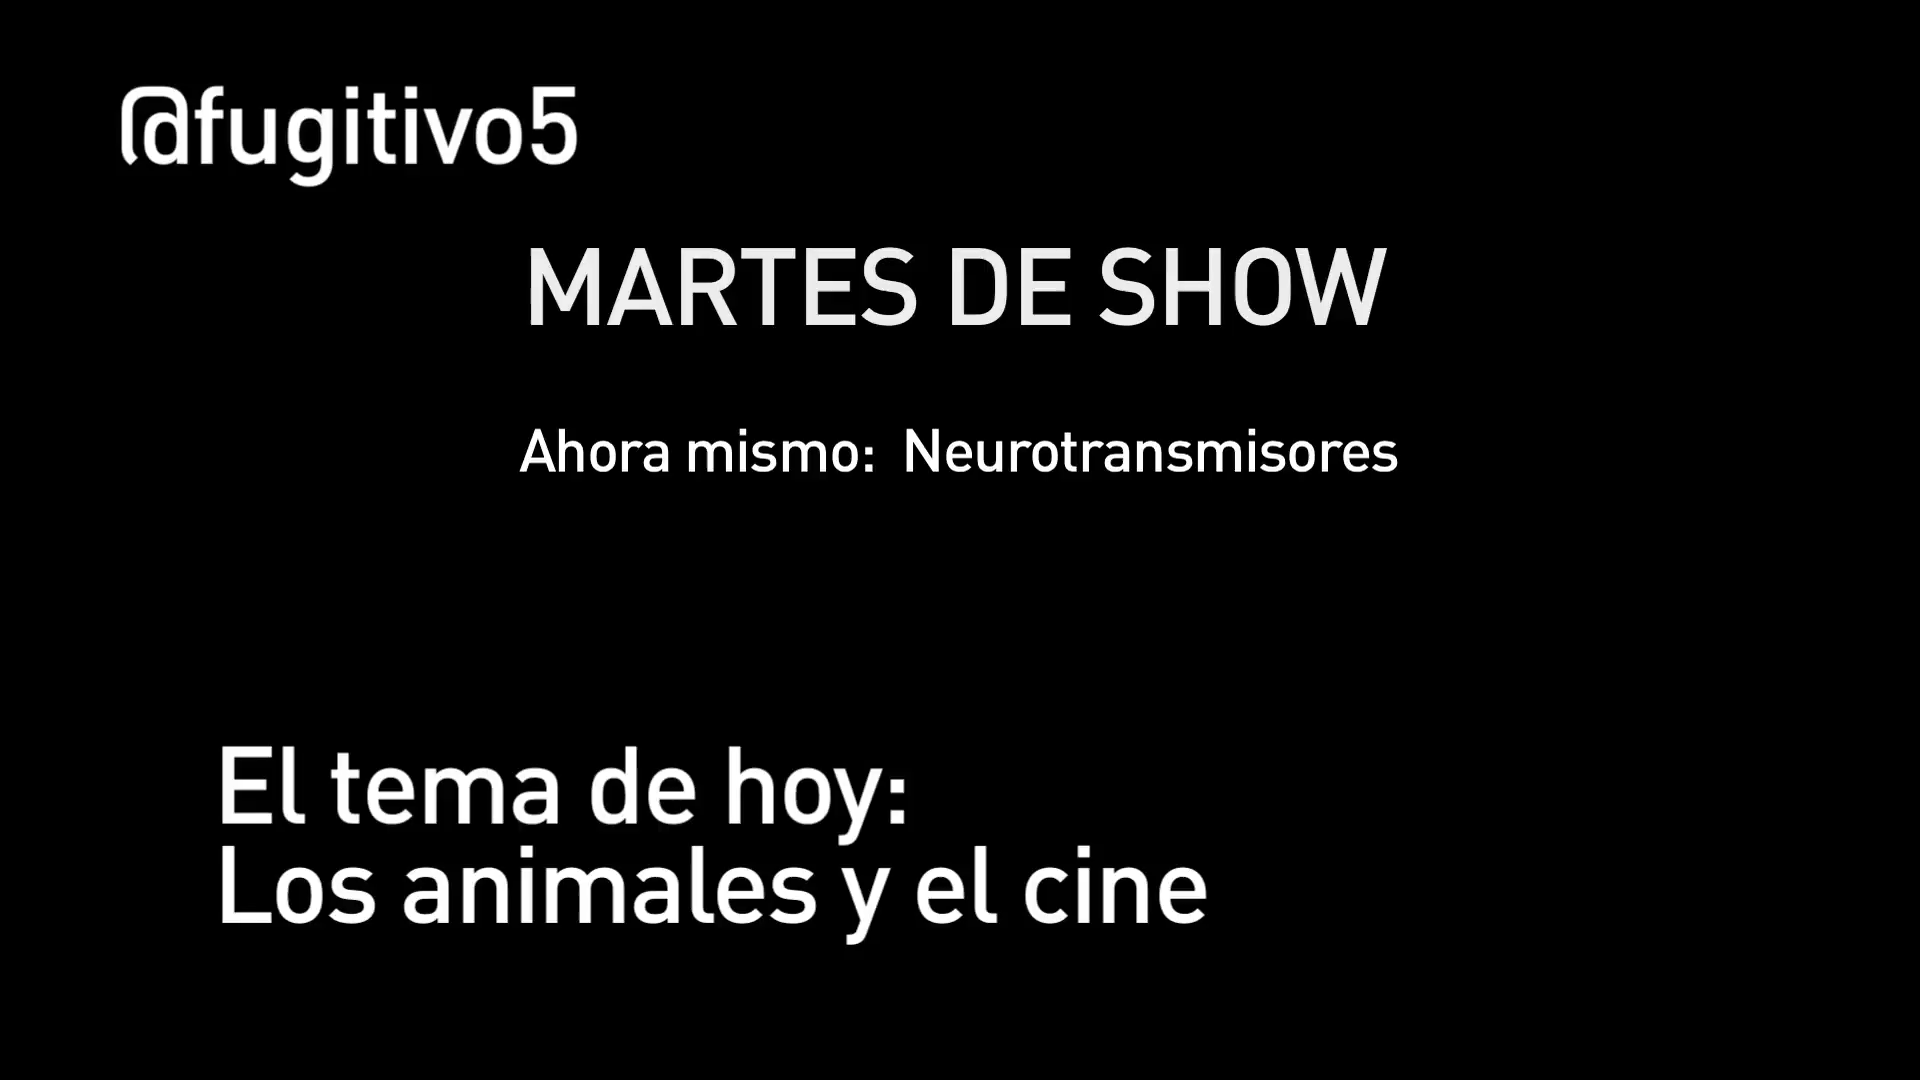 @fugitivo5
MARTES DE SHOW
Ahora mismo: Neurotransmisores
El tema de hoy:
Los animales y el cine